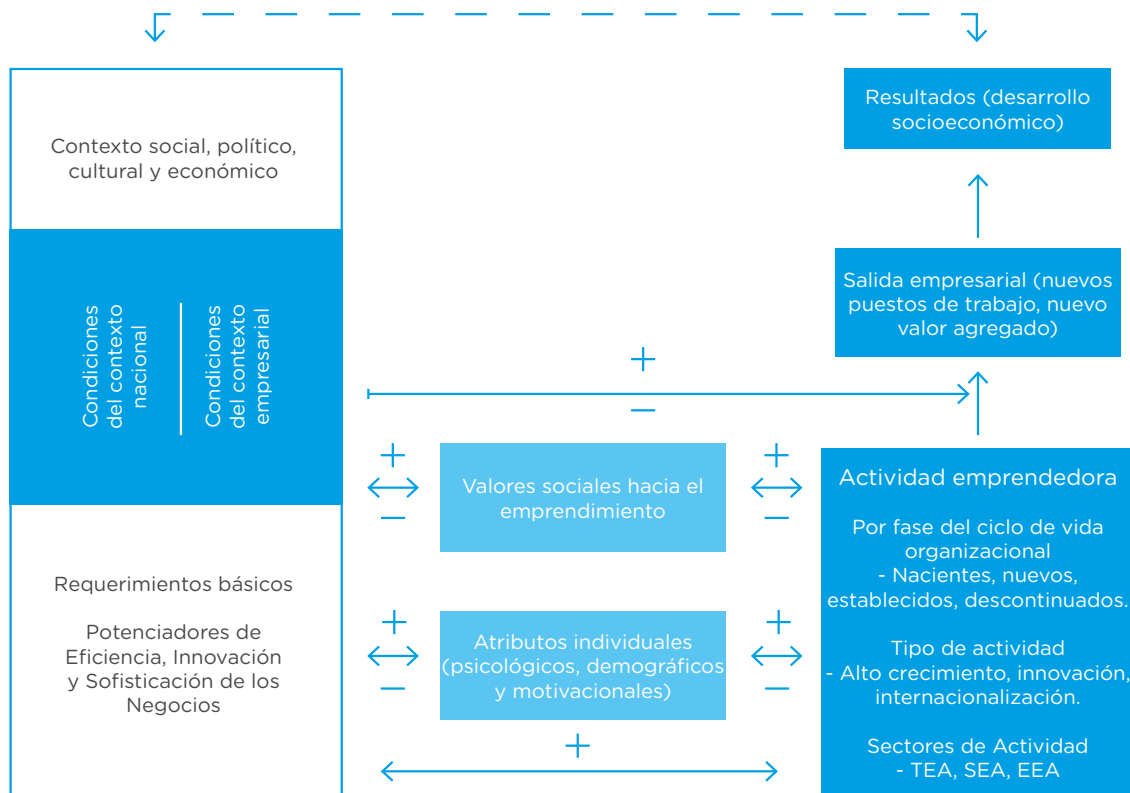 Contexto social, político,
cultural y económico
Condiciones
del contexto
nacional
Condiciones
del contexto
empresarial
Requerimientos básicos
Potenciadores de
Eficiencia, Innovación
y Sofisticación de los
Negocios
+
−
+
−
Valores sociales hacia el
emprendimiento
+
−
+
−
Atributos individuales
(psicológicos, demográficos
y motivacionales)
+
−
+
Resultados (desarrollo
socioeconómico)
Salida empresarial (nuevos
puestos de trabajo, nuevo
valor agregado)
Actividad emprendedora
Por fase del ciclo de vida
organizacional
- Nacientes, nuevos,
establecidos, descontinuados.
Tipo de actividad
- Alto crecimiento, innovación,
internacionalización.
Sectores de Actividad
- TEA, SEA, EEA